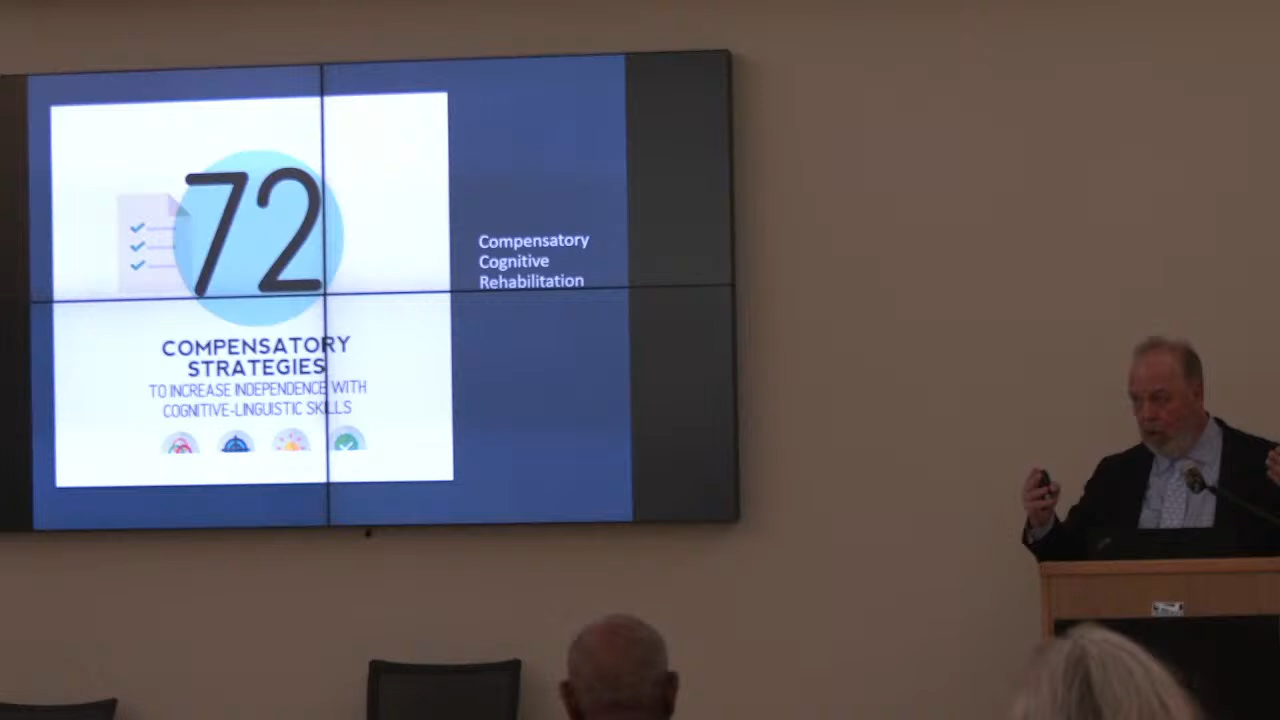 72
COMPENSATORY
STRATEGIES
TO INCREASE INDEPENDENCE WITH
COGNITIVE-LINGUISTIC SKILLS
Compensatory
Cognitive
Rehabilitation